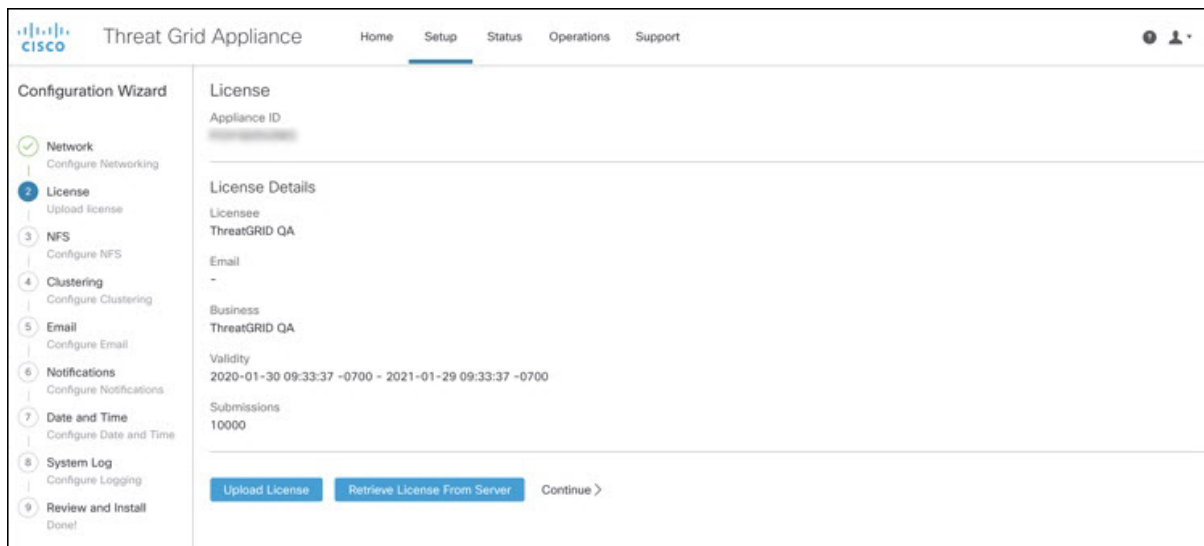 CISCO
Threat Grid Appliance
Home Setup Status Operations Support
Configuration Wizard
Network
Configure Networking
2 License
Upload license
3 NFS
Configure NFS
4 Clustering
Configure Clustering
5 Email
Configure Email
6 Notifications
Configure Notifications
7 Date and Time
Configure Date and Time
8 System Log
Configure Logging
9 Review and Install
Done!
License
Appliance ID
License Details
Licensee
ThreatGRID QA
Email
-
Business
ThreatGRID QA
Validity
2020-01-30 09:33:37 -0700 - 2021-01-29 09:33:37 -0700
Submissions
10000
Upload License Retrieve License From Server Continue >